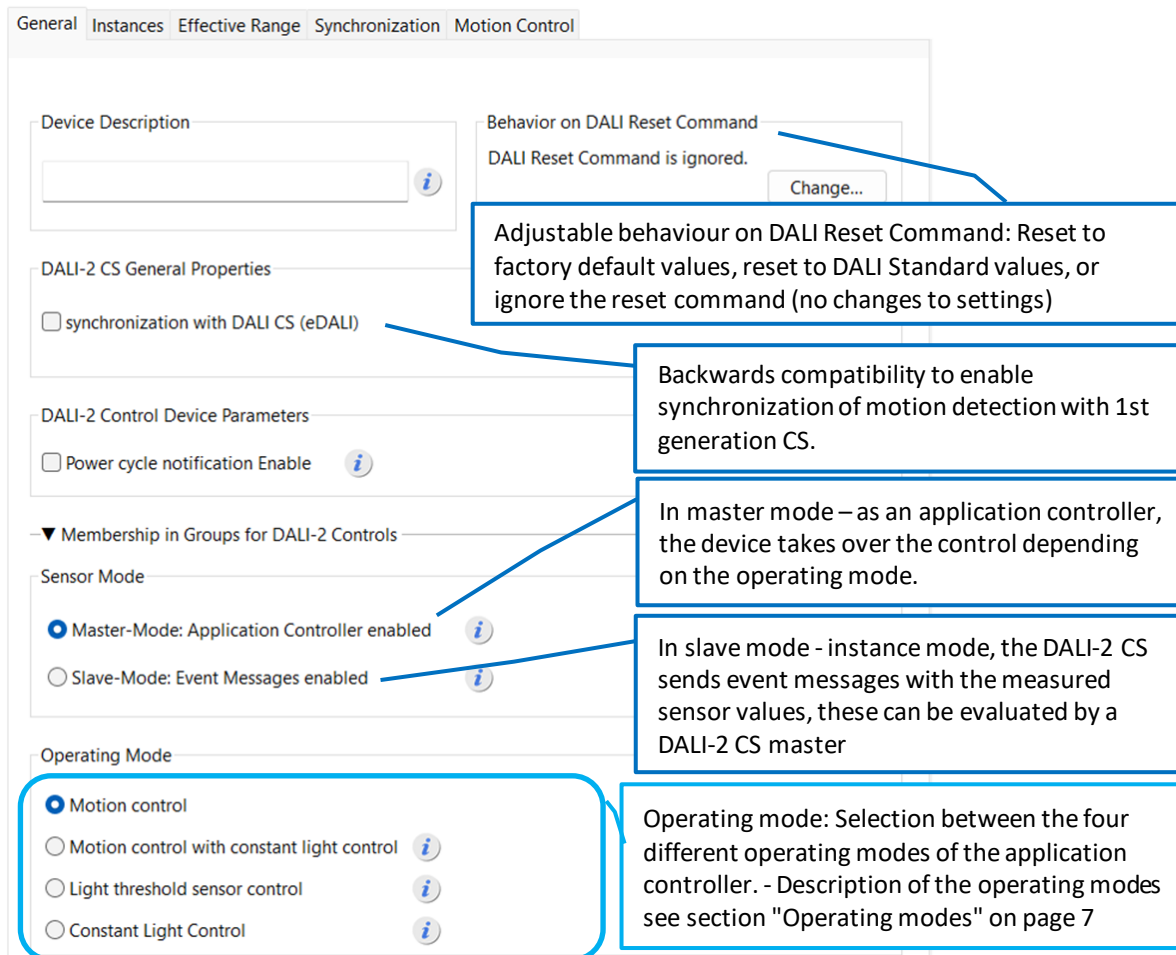 General Instances Effective Range Synchronization Motion Control
Device Description
Behavior on DALI Reset Command
DALI Reset Command is ignored.
Change...
Adjustable behaviour on DALI Reset Command: Reset to
factory default values, reset to DALI Standard values, or
ignore the reset command (no changes to settings)
DALI-2 CS General Properties
synchronization with DALI CS (eDALI)
Backwards compatibility to enable
synchronization of motion detection with 1st
generation CS.
DALI-2 Control Device Parameters
Power cycle notification Enable
In master mode – as an application controller,
the device takes over the control depending
on the operating mode.
▼ Membership in Groups for DALI-2 Controls
Sensor Mode
Master-Mode: Application Controller enabled
Slave-Mode: Event Messages enabled
In slave mode - instance mode, the DALI-2 CS
sends event messages with the measured
sensor values, these can be evaluated by a
DALI-2 CS master
Operating Mode
Motion control
Motion control with constant light control
Light threshold sensor control
Constant Light Control
Operating mode: Selection between the four
different operating modes of the application
controller. - Description of the operating modes
see section "Operating modes" on page 7